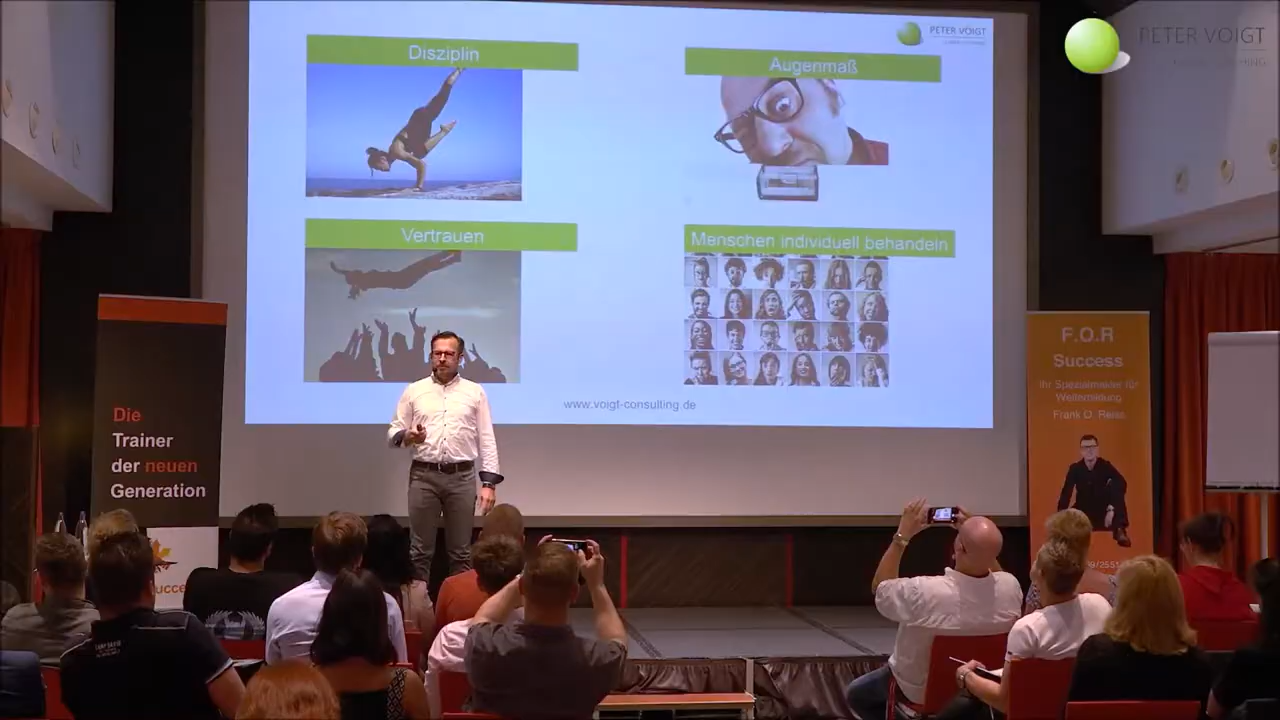 Disziplin
Augenmaß
PETER VOIGT
PETER VOIGT
Vertrauen
Menschen individuell behandeln
www.voigt-consulting.de
Die
Trainer
der neuen
Generation
F.O.R
Success
Ihr Spezialmakler für
Weiterbildung
Frank O. Reiss